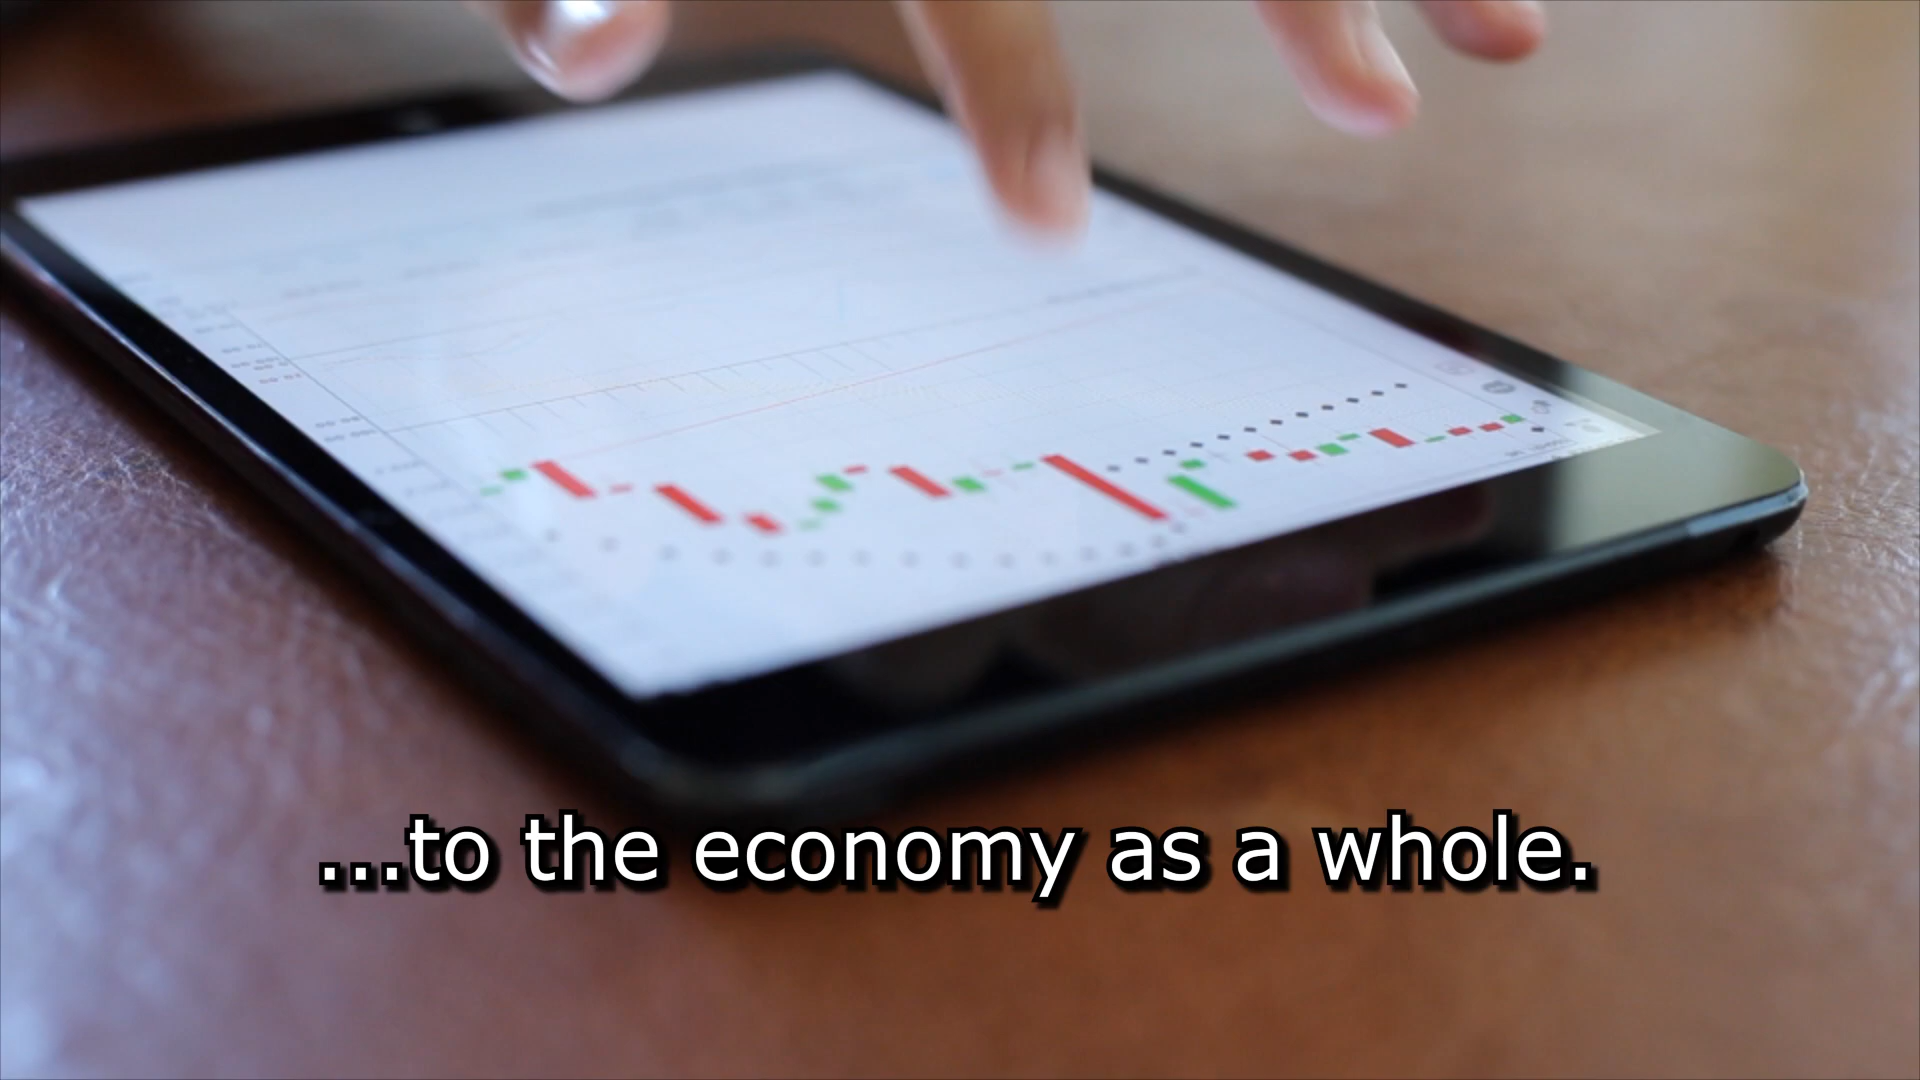 ...to the economy as a whole.